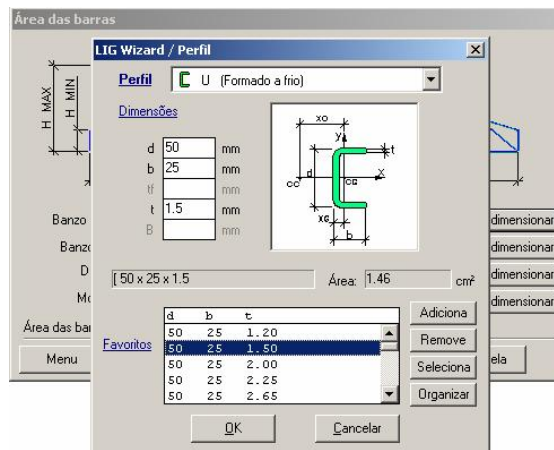 Área das barras
LIG Wizard / Perfil
Perfil
U (Formado a frio)
H MAX
H MIN
Dimensões
d 50 mm
b 25 mm
tf mm
t 1.5 mm
B mm
xo
y
t
x
d
cc
cg
xg
b
Banzo
dimensionar
Banzo
dimensionar
D
dimensionar
Mo
dimensionar
[ 50 x 25 x 1.5
Área: 1.46 cm²
Área das bar
Favoritos
d b t
50 25 1.20
50 25 1.50
50 25 2.00
50 25 2.25
50 25 2.65
Adiciona
Remove
Seleciona
Organizar
Menu
ela
OK
Cancelar